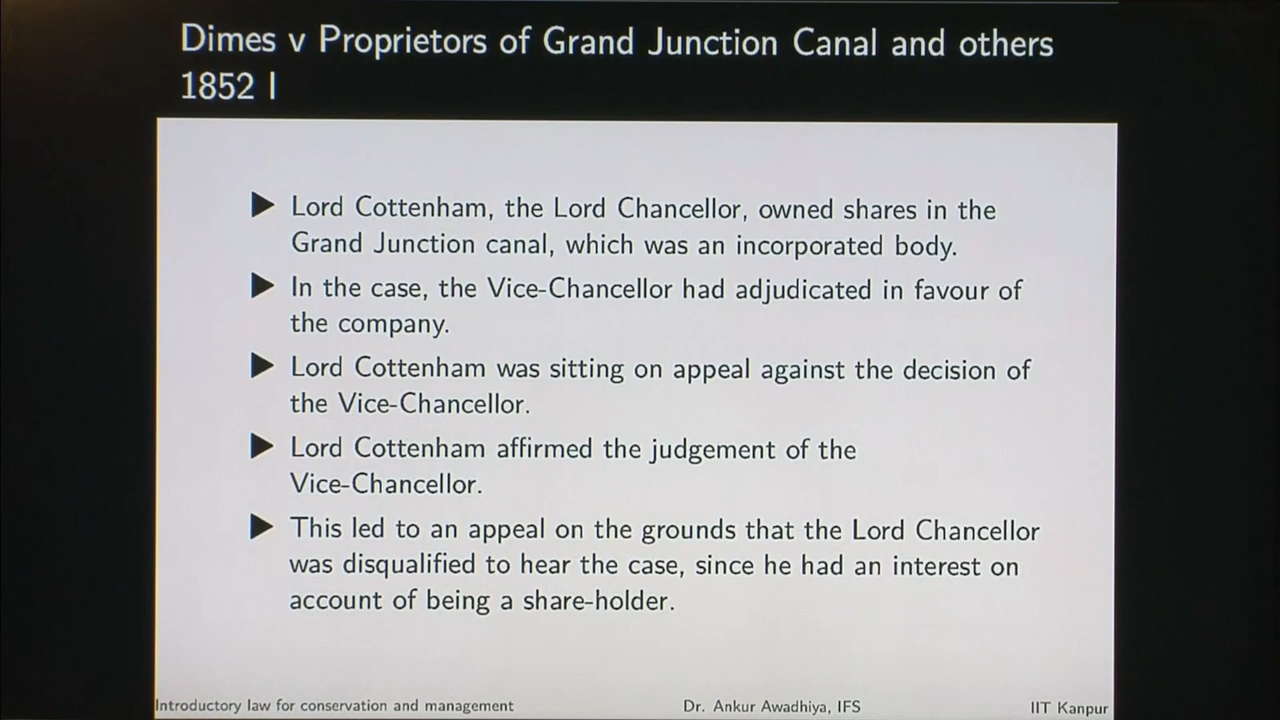 Dimes v Proprietors of Grand Junction Canal and others
1852 I
Lord Cottenham, the Lord Chancellor, owned shares in the
Grand Junction canal, which was an incorporated body.
In the case, the Vice-Chancellor had adjudicated in favour of
the company.
Lord Cottenham was sitting on appeal against the decision of
the Vice-Chancellor.
Lord Cottenham affirmed the judgement of the
Vice-Chancellor.
This led to an appeal on the grounds that the Lord Chancellor
was disqualified to hear the case, since he had an interest on
account of being a share-holder.
Introductory law for conservation and management Dr. Ankur Awadhiya, IFS IIT Kanpur